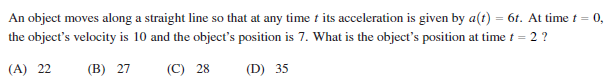 An object moves along a straight line so that at any time t its acceleration is given by a(t) = 6t. At time t = 0,
the object's velocity is 10 and the object's position is 7. What is the object's position at time t = 2 ?
(A) 22 (B) 27 (C) 28 (D) 35